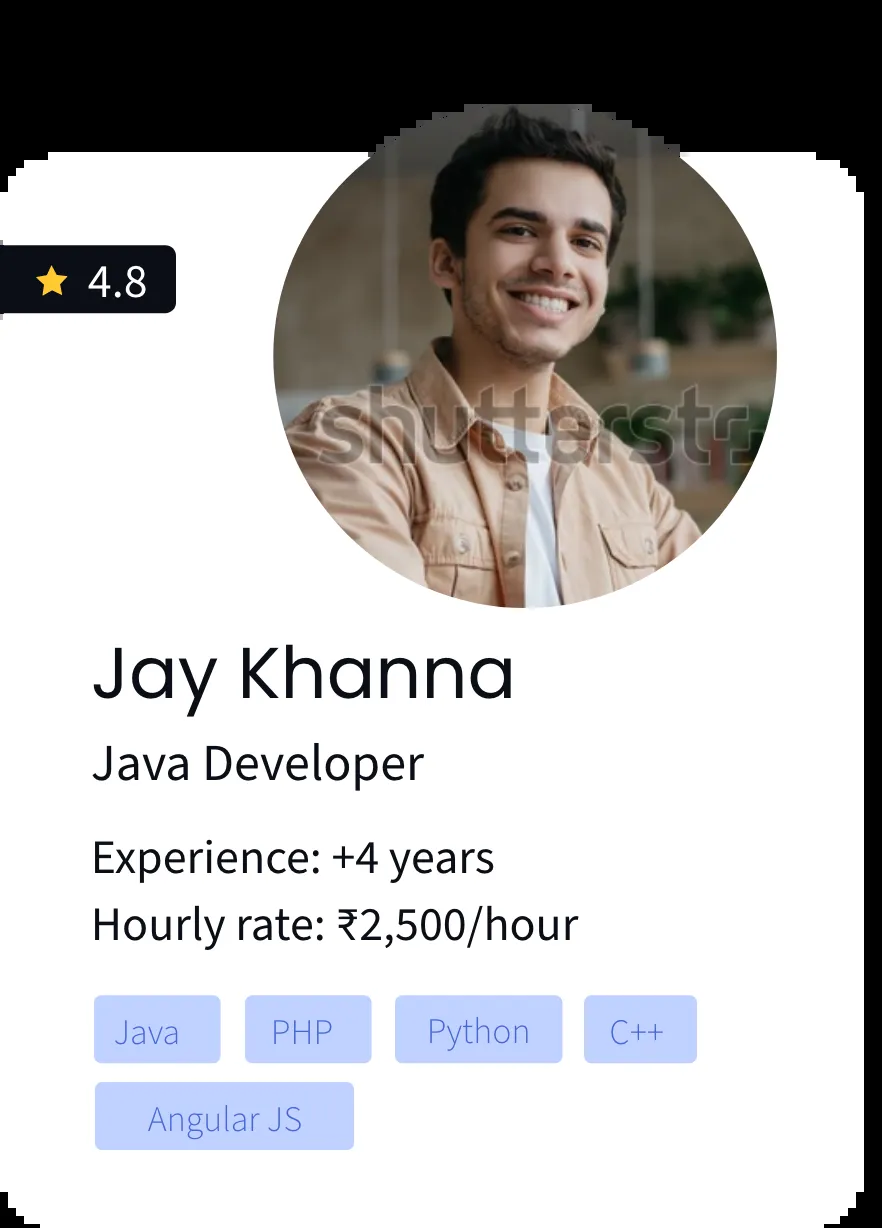 4.8
shutterst
Jay Khanna
Java Developer
Experience: +4 years
Hourly rate: ₹2,500/hour
Java PHP Python C++
Angular JS